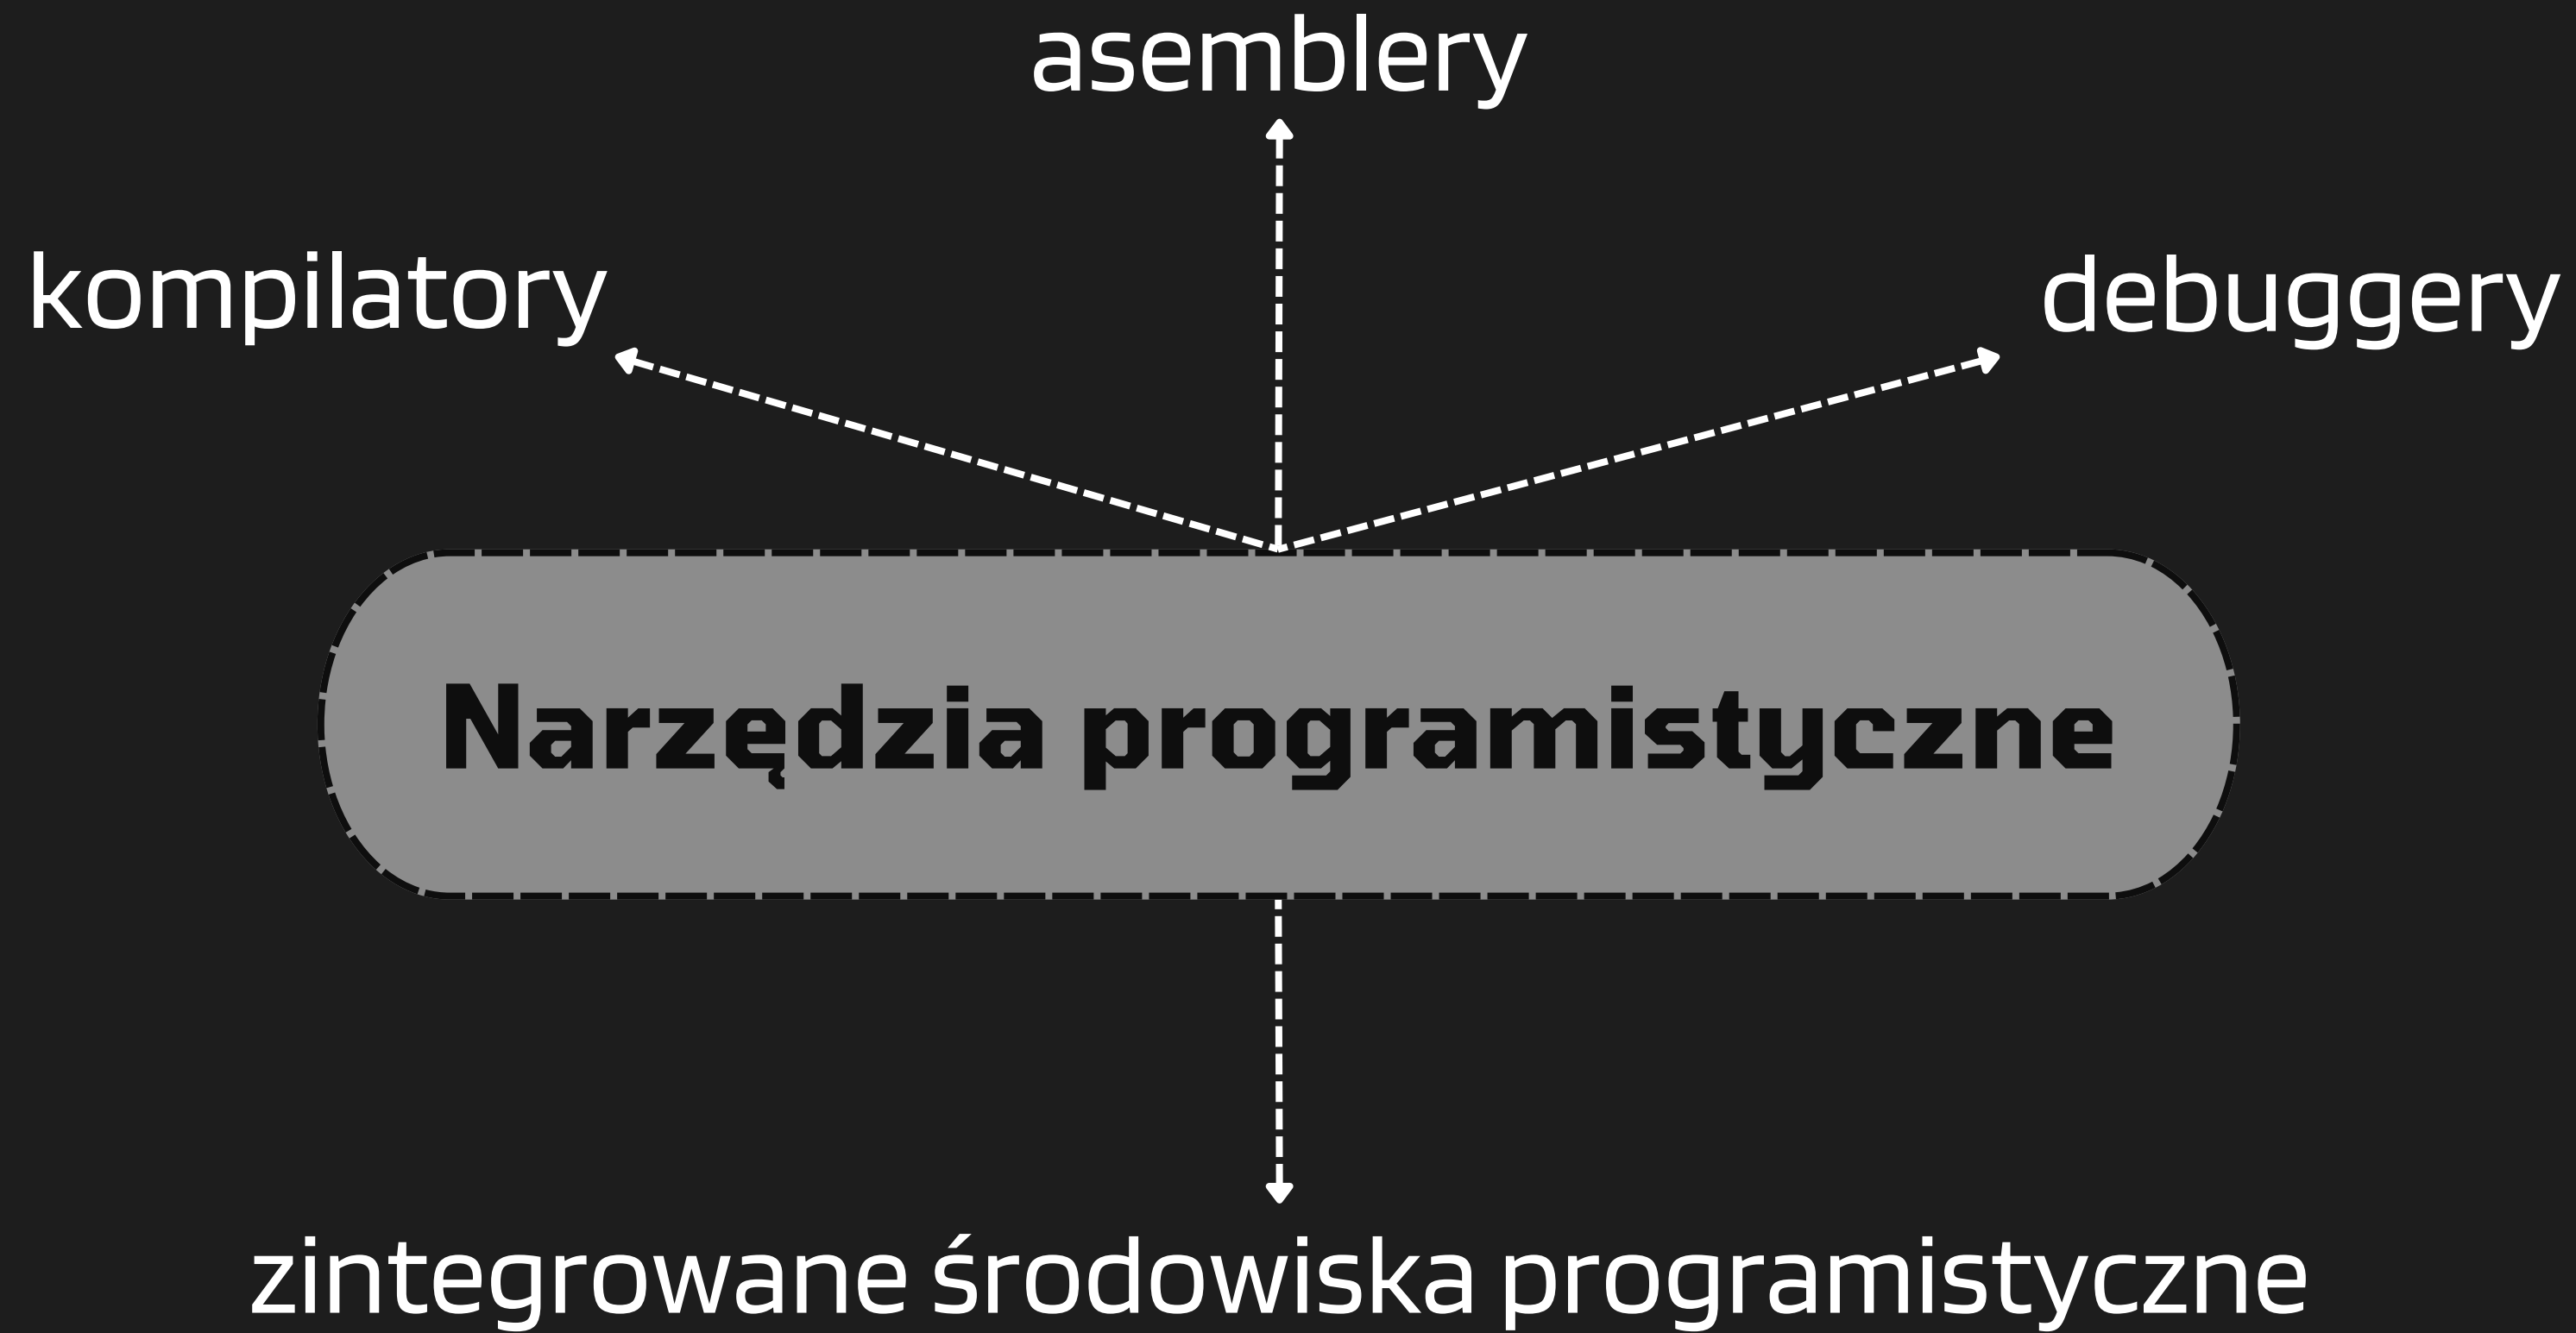 asemblery
kompilatory
debuggery
Narzędzia programistyczne
zintegrowane środowiska programistyczne